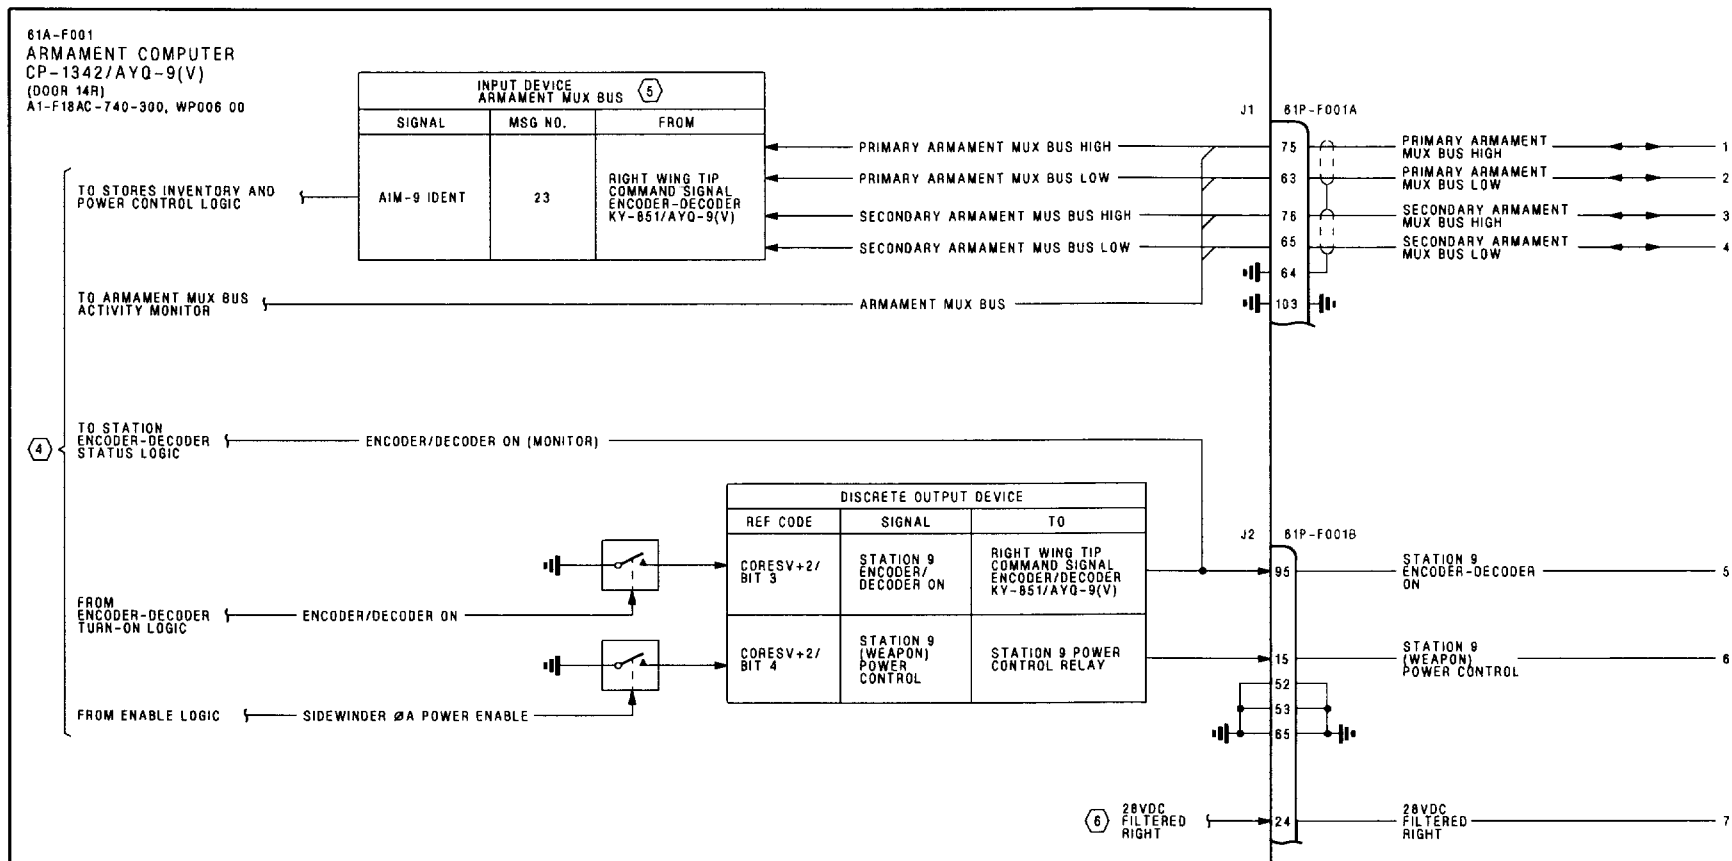 61A-F001
ARMAMENT COMPUTER
CP-1342/AYQ-9(V)
(DOOR 14R)
A1-F18AC-740-300, WP006 00
INPUT DEVICE
ARMAMENT MUX BUS
5
SIGNAL
MSG NO.
FROM
AIM-9 IDENT
23
RIGHT WING TIP
COMMAND SIGNAL
ENCODER-DECODER
KY-851/AYQ-9(V)
TO STORES INVENTORY AND
POWER CONTROL LOGIC
TO ARMAMENT MUX BUS
ACTIVITY MONITOR
PRIMARY ARMAMENT MUX BUS HIGH
PRIMARY ARMAMENT MUX BUS LOW
SECONDARY ARMAMENT MUS BUS HIGH
SECONDARY ARMAMENT MUS BUS LOW
ARMAMENT MUX BUS
J1
61P-F001A
75
63
76
65
64
103
PRIMARY ARMAMENT
MUX BUS HIGH
1
PRIMARY ARMAMENT
MUX BUS LOW
2
SECONDARY ARMAMENT
MUX BUS HIGH
3
SECONDARY ARMAMENT
MUX BUS LOW
4
4
TO STATION
ENCODER-DECODER
STATUS LOGIC
ENCODER/DECODER ON (MONITOR)
DISCRETE OUTPUT DEVICE
REF CODE
SIGNAL
TO
CORESV+2/
BIT 3
STATION 9
ENCODER/
DECODER ON
RIGHT WING TIP
COMMAND SIGNAL
ENCODER/DECODER
KY-851/AYQ-9(V)
CORESV+2/
BIT 4
STATION 9
(WEAPON)
POWER
CONTROL
STATION 9 POWER
CONTROL RELAY
FROM
ENCODER-DECODER
TURN-ON LOGIC
ENCODER/DECODER ON
FROM ENABLE LOGIC
SIDEWINDER ØA POWER ENABLE
J2
61P-F001B
95
15
52
53
65
24
STATION 9
ENCODER-DECODER
ON
5
STATION 9
(WEAPON)
POWER CONTROL
6
6
28VDC
FILTERED
RIGHT
28VDC
FILTERED
RIGHT
7